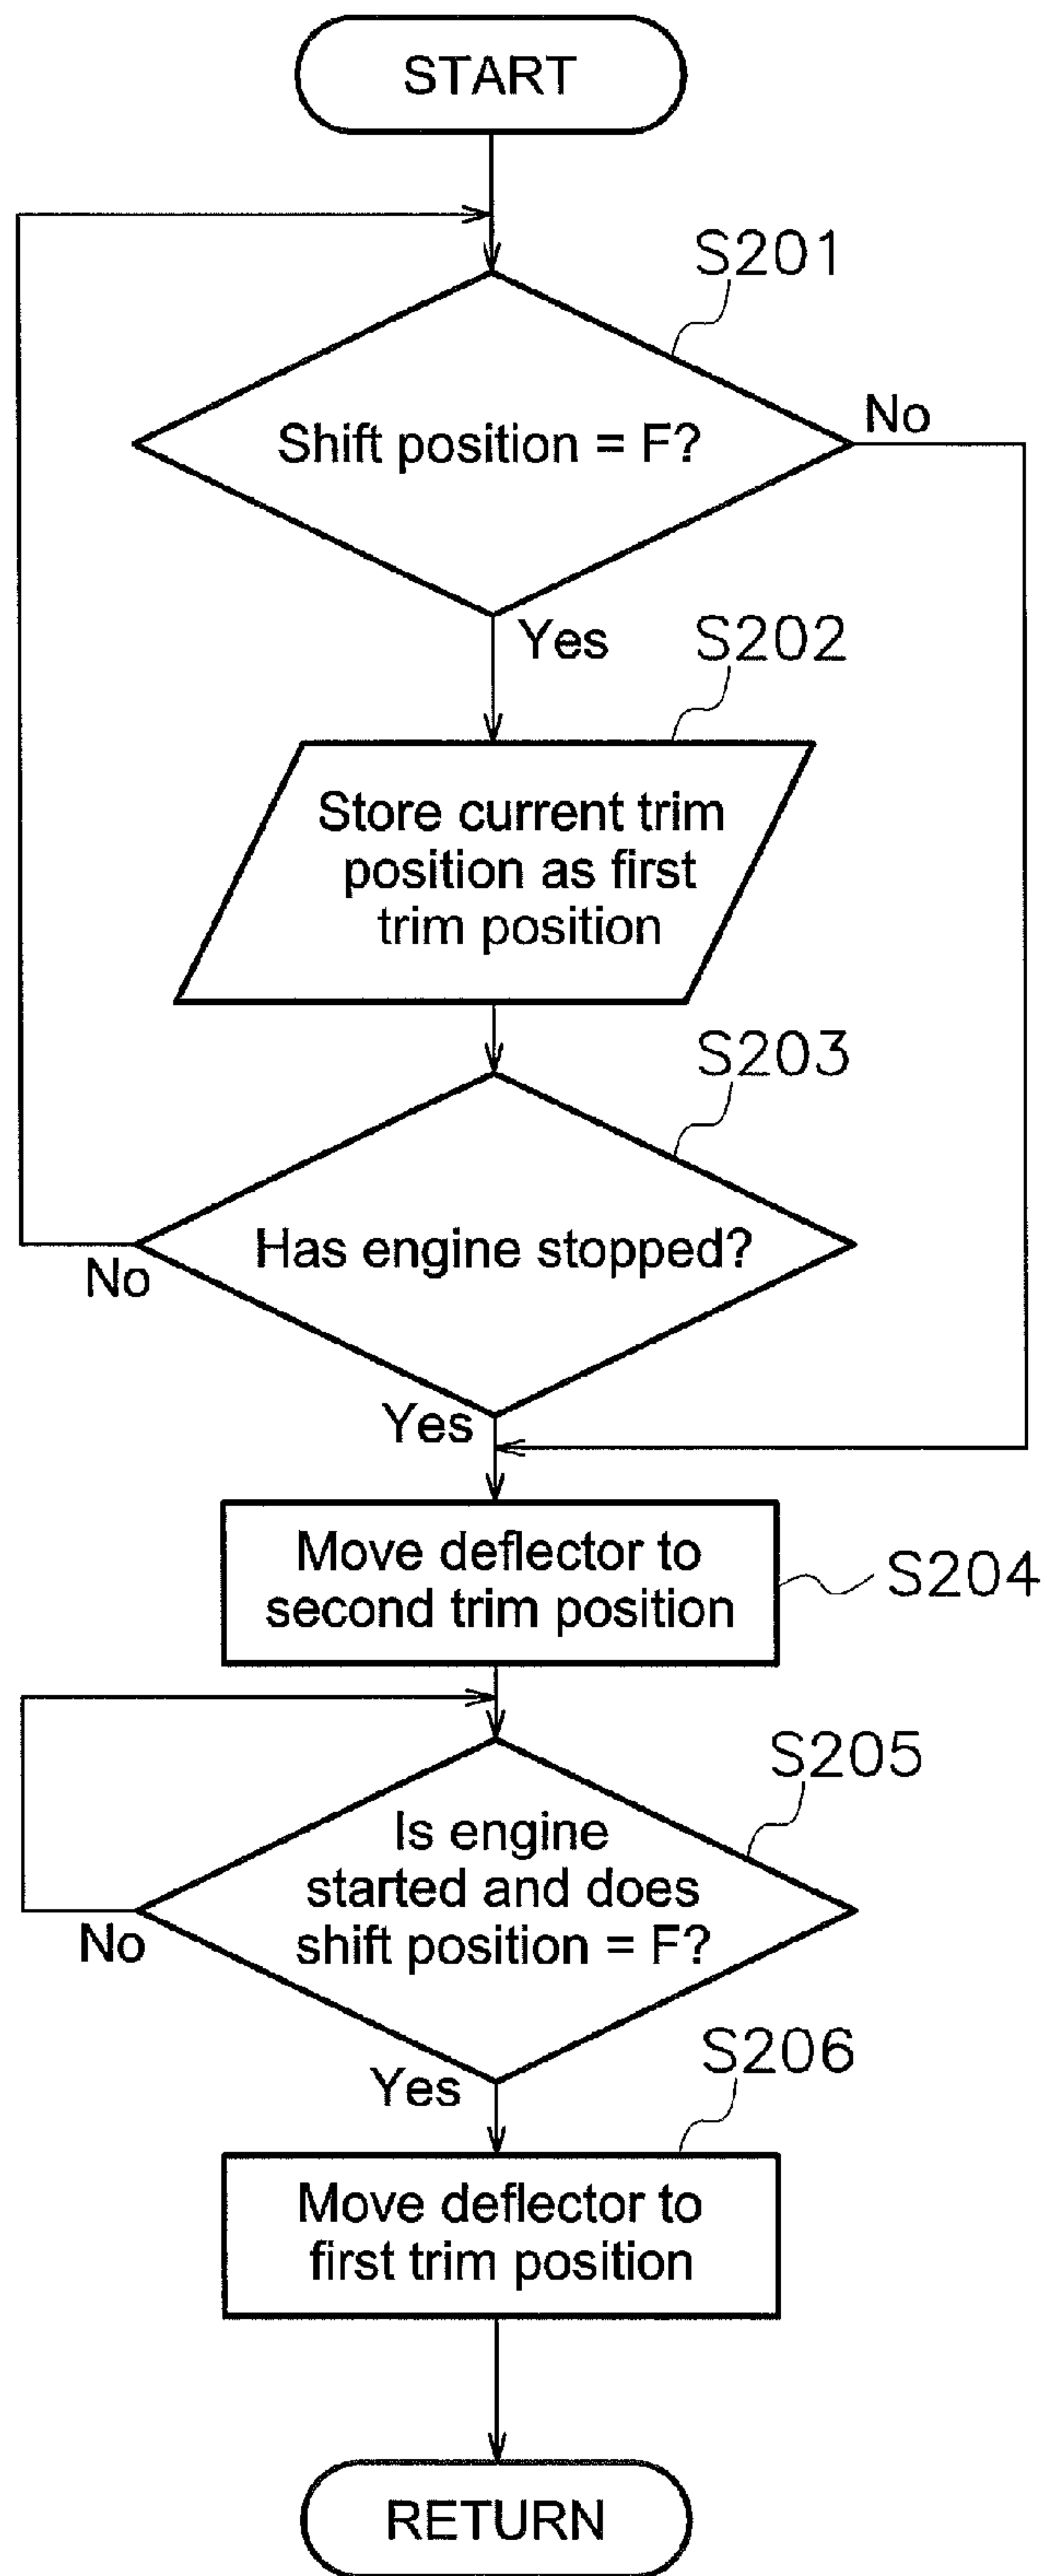 START
S201
Shift position = F?
No
Yes
S202
Store current trim
position as first
trim position
S203
Has engine stopped?
No
Yes
Move deflector to
second trim position
S204
S205
Is engine
started and does
shift position = F?
No
Yes
S206
Move deflector to
first trim position
RETURN